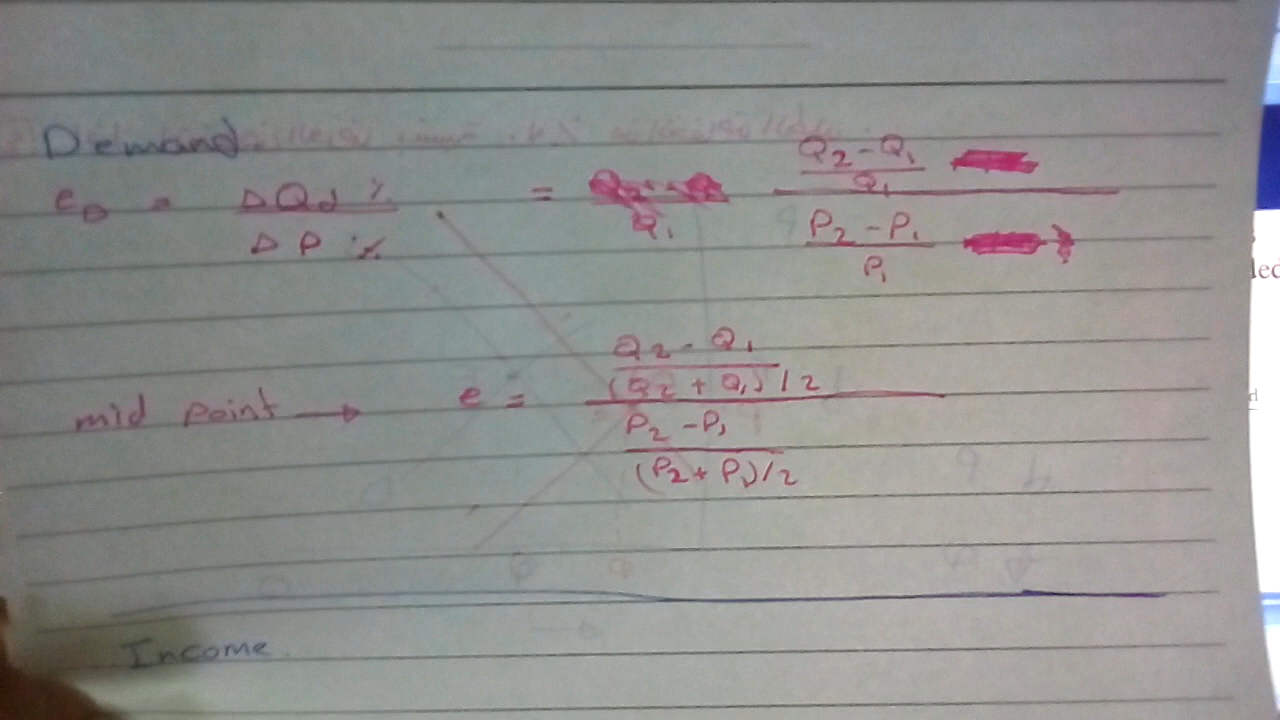 Demand
e_D = ΔQd % / ΔP % = ((Q₂ - Q₁) / Q₁) / ((P₂ - P₁) / P₁)
mid point → e = ((Q₂ - Q₁) / ((Q₂ + Q₁)/2)) / ((P₂ - P₁) / ((P₂ + P₁)/2))
Income.